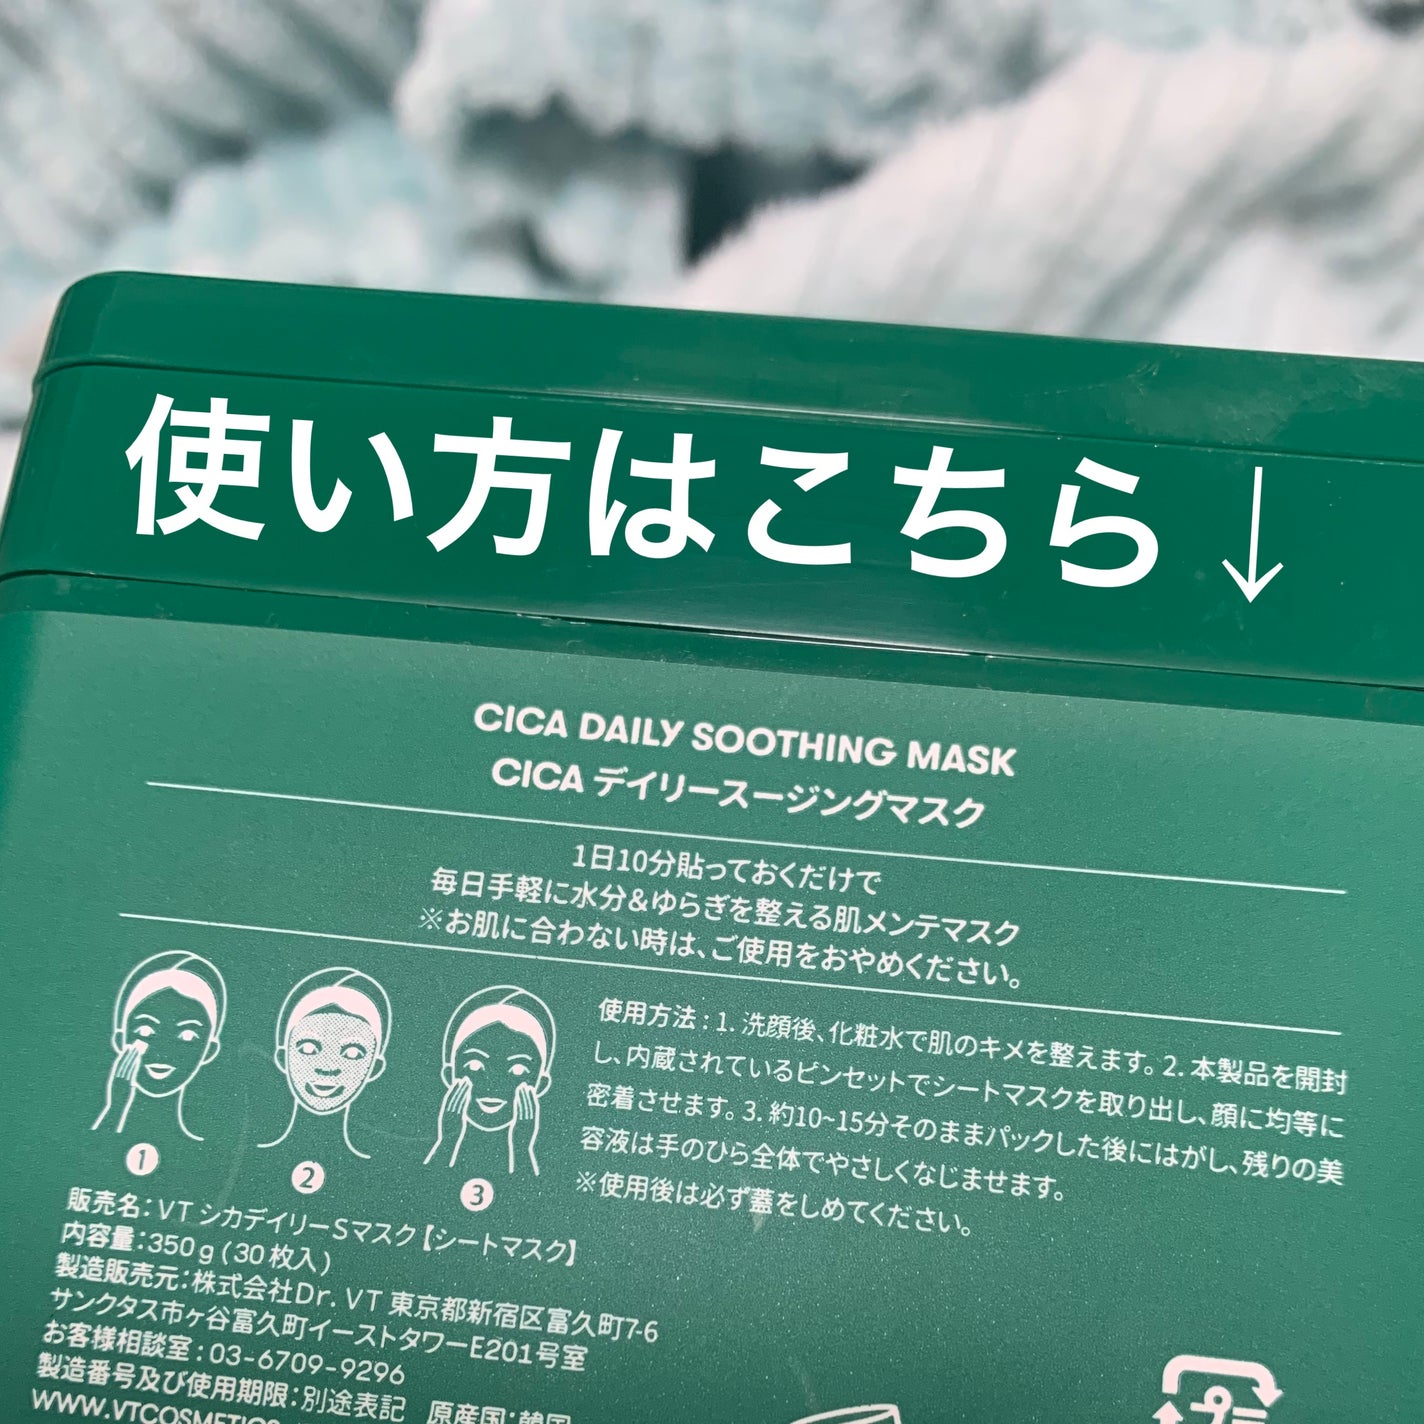 使い方はこちら↓
CICA DAILY SOOTHING MASK
CICA デイリースージングマスク
1日10分貼っておくだけで
毎日手軽に水分&ゆらぎを整える肌メンテマスク
※お肌に合わない時は、ご使用をおやめください。
使用方法 : 1. 洗顔後、化粧水で肌のキメを整えます。2. 本製品を開封
し、内蔵されているピンセットでシートマスクを取り出し、顔に均等に
密着させます。3. 約10~15分そのままパックした後にはがし、残りの美
容液は手のひら全体でやさしくなじませます。
※使用後は必ず蓋をしめてください。
1
2
3
販売名：VT シカデイリーSマスク【シートマスク】
内容量：350g (30枚入)
製造販売元：株式会社Dr. VT 東京都新宿区富久町7-6
サンクタス市ヶ谷富久町イーストタワーE201号室
お客様相談室 : 03-6709-9296
製造番号及び使用期限：別途表記 原産国：韓国
WWW.VTCOSMETICS